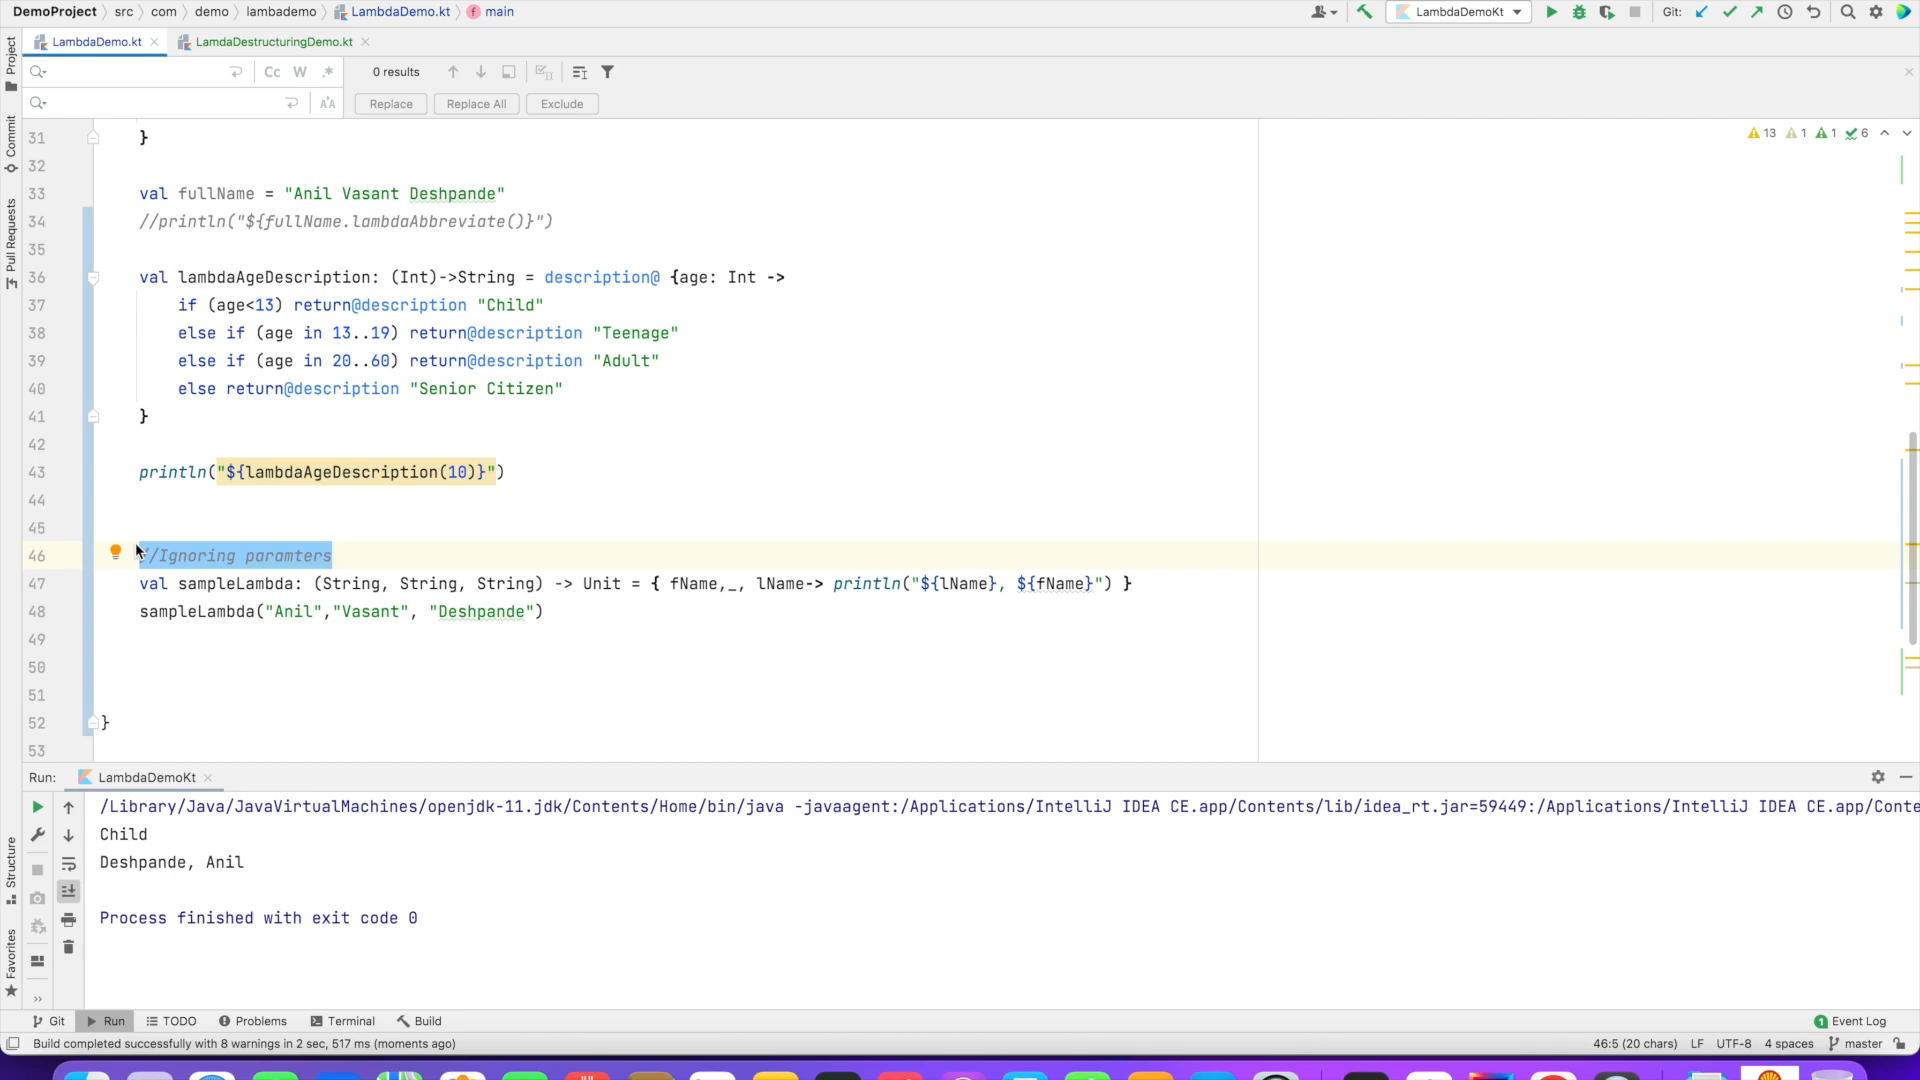 DemoProject src com demo lambademo LambdaDemo.kt main
LambdaDemoKt Git:
LambdaDemo.kt LamdaDestructuringDemo.kt
Cc W .* 0 results
Replace Replace All Exclude
Project
Commit
Pull Requests
Structure
Favorites
13 1 1 6
31 }
32
33 val fullName = "Anil Vasant Deshpande"
34 //println("${fullName.lambdaAbbreviate()}")
35
36 val lambdaAgeDescription: (Int)->String = description@ {age: Int ->
37 if (age<13) return@description "Child"
38 else if (age in 13..19) return@description "Teenage"
39 else if (age in 20..60) return@description "Adult"
40 else return@description "Senior Citizen"
41 }
42
43 println("${lambdaAgeDescription(10)}")
44
45
46 //Ignoring paramters
47 val sampleLambda: (String, String, String) -> Unit = { fName,_, lName-> println("${lName}, ${fName}") }
48 sampleLambda("Anil","Vasant", "Deshpande")
49
50
51
52 }
53
Run: LambdaDemoKt
/Library/Java/JavaVirtualMachines/openjdk-11.jdk/Contents/Home/bin/java -javaagent:/Applications/IntelliJ IDEA CE.app/Contents/lib/idea_rt.jar=59449:/Applications/IntelliJ IDEA CE.app/Conte
Child
Deshpande, Anil
Process finished with exit code 0
Git Run TODO Problems Terminal Build 1 Event Log
Build completed successfully with 8 warnings in 2 sec, 517 ms (moments ago) 46:5 (20 chars) LF UTF-8 4 spaces master